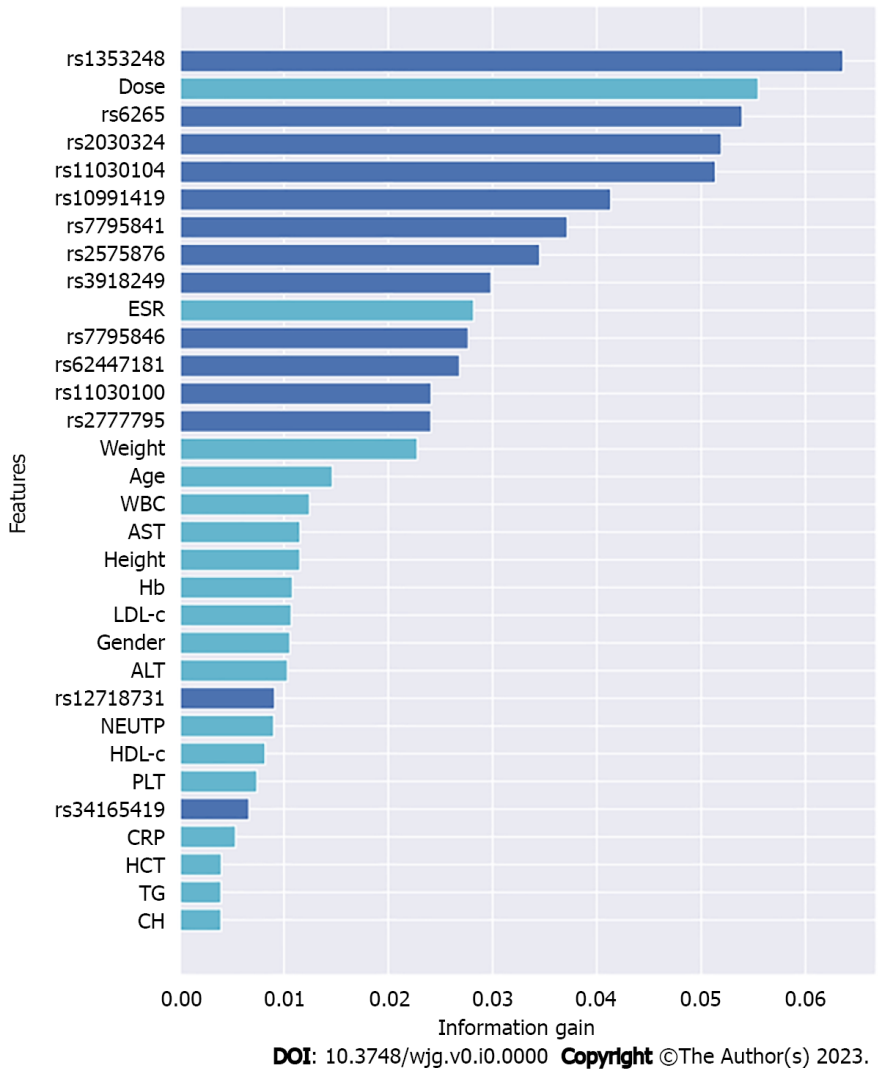 rs1353248
Dose
rs6265
rs2030324
rs11030104
rs10991419
rs7795841
rs2575876
rs3918249
ESR
rs7795846
rs62447181
rs11030100
rs2777795
Weight
Age
WBC
AST
Height
Hb
LDL-c
Gender
ALT
rs12718731
NEUTP
HDL-c
PLT
rs34165419
CRP
HCT
TG
CH
Features
0.00 0.01 0.02 0.03 0.04 0.05 0.06
Information gain
DOI: 10.3748/wjg.v0.i0.0000 Copyright ©The Author(s) 2023.